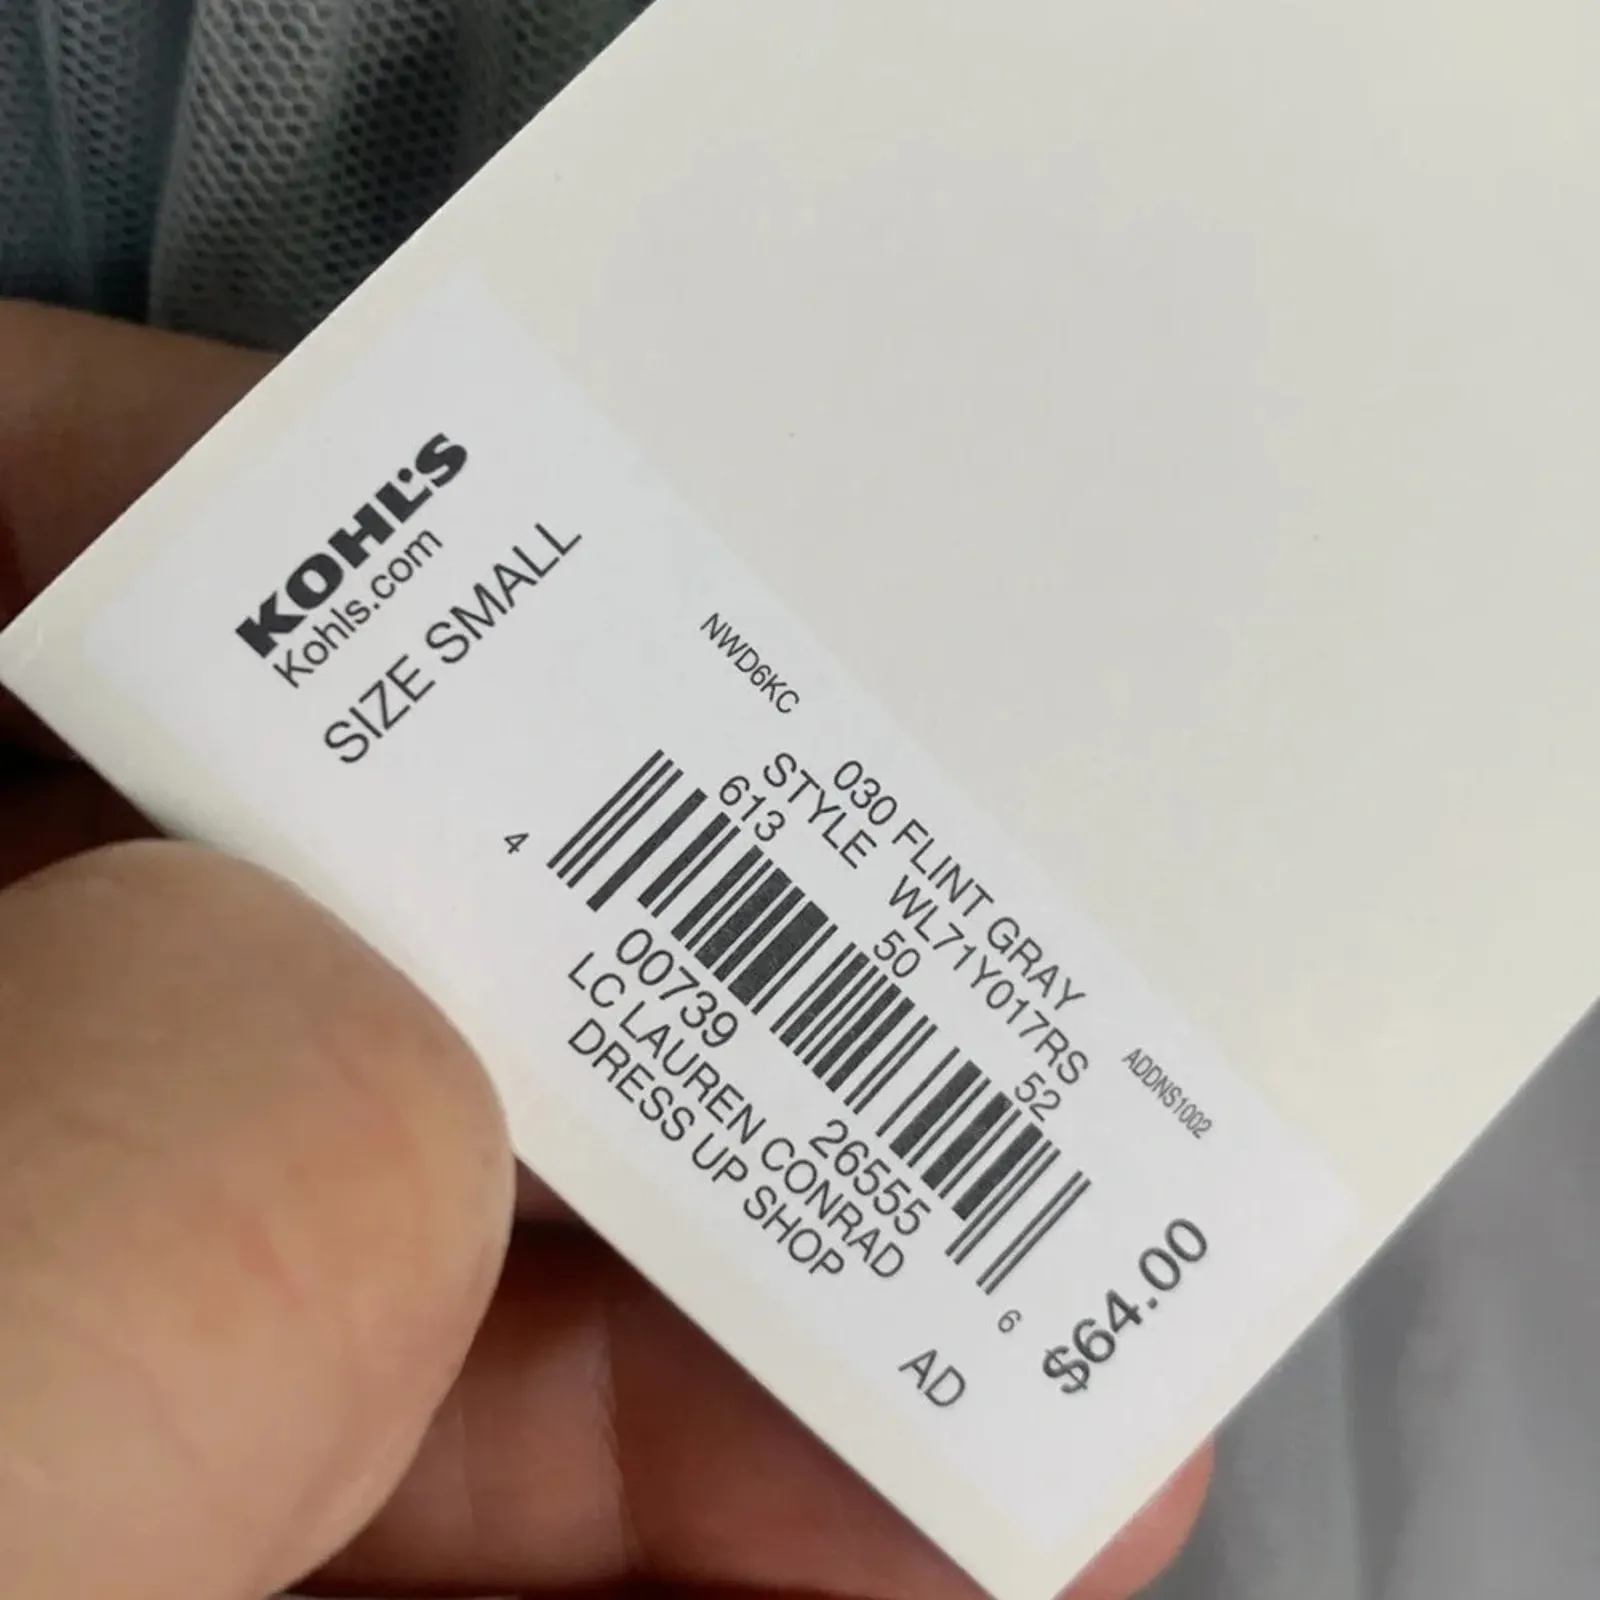 KOHL'S
Kohls.com
SIZE SMALL
NWD6KC
030 FLINT GRAY
STYLE WL71Y017RS
613 50 52
4 00739 26555 6
LC LAUREN CONRAD
DRESS UP SHOP
ADDNS1002
AD
$64.00